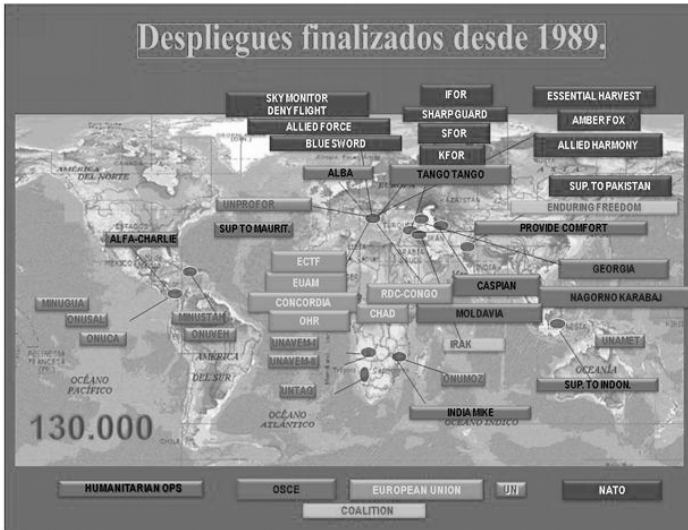 Despliegues finalizados desde 1989.
SKY MONITOR
DENY FLIGHT
ALLIED FORCE
BLUE SWORD
IFOR
SHARP GUARD
SFOR
KFOR
ESSENTIAL HARVEST
AMBER FOX
ALLIED HARMONY
ALBA
TANGO TANGO
SUP. TO PAKISTAN
UNPROFOR
ENDURING FREEDOM
AMÉRICA
DEL NORTE
ALFA-CHARLIE
SUP TO MAURIT.
PROVIDE COMFORT
ECTF
GEORGIA
EUAM
RDC-CONGO
CASPIAN
NAGORNO KARABAJ
CONCORDIA
CHAD
MOLDAVIA
OHR
MINUGUA
ONUSAL
ONUCA
MINUSTAH
ONUVEH
UNAVEM-I
UNAVEM-II
UNTAG
IRAK
ONUMOZ
UNAMET
SUP. TO INDON.
INDIA MIKE
AMÉRICA
DEL SUR
OCÉANO
PACÍFICO
OCÉANO
ATLÁNTICO
OCÉANO ÍNDICO
OCEANÍA
CHILE
130.000
HUMANITARIAN OPS
OSCE
EUROPEAN UNION
UN
NATO
COALITION